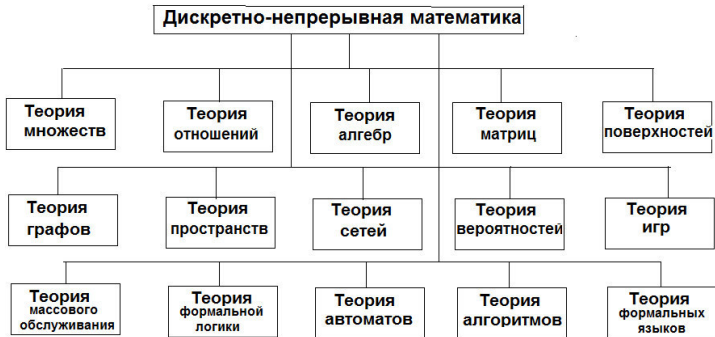 Дискретно-непрерывная математика
Теория
множеств
Теория
отношений
Теория
алгебр
Теория
матриц
Теория
поверхностей
Теория
графов
Теория
пространств
Теория
сетей
Теория
вероятностей
Теория
игр
Теория
массового
обслуживания
Теория
формальной
логики
Теория
автоматов
Теория
алгоритмов
Теория
формальных
языков